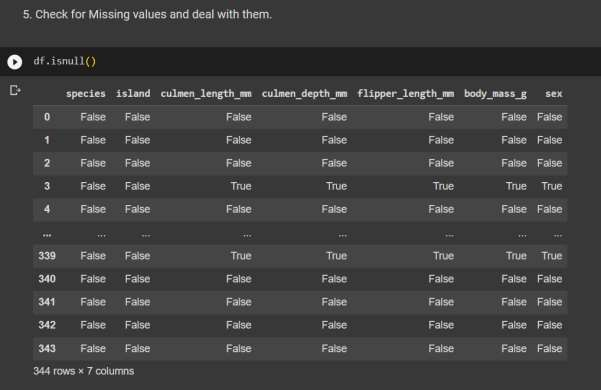 5. Check for Missing values and deal with them.
df.isnull()
species island culmen_length_mm culmen_depth_mm flipper_length_mm body_mass_g sex
0 False False False False False False False
1 False False False False False False False
2 False False False False False False False
3 False False True True True True True
4 False False False False False False False
... ... ... ... ... ... ... ...
339 False False True True True True True
340 False False False False False False False
341 False False False False False False False
342 False False False False False False False
343 False False False False False False False
344 rows × 7 columns